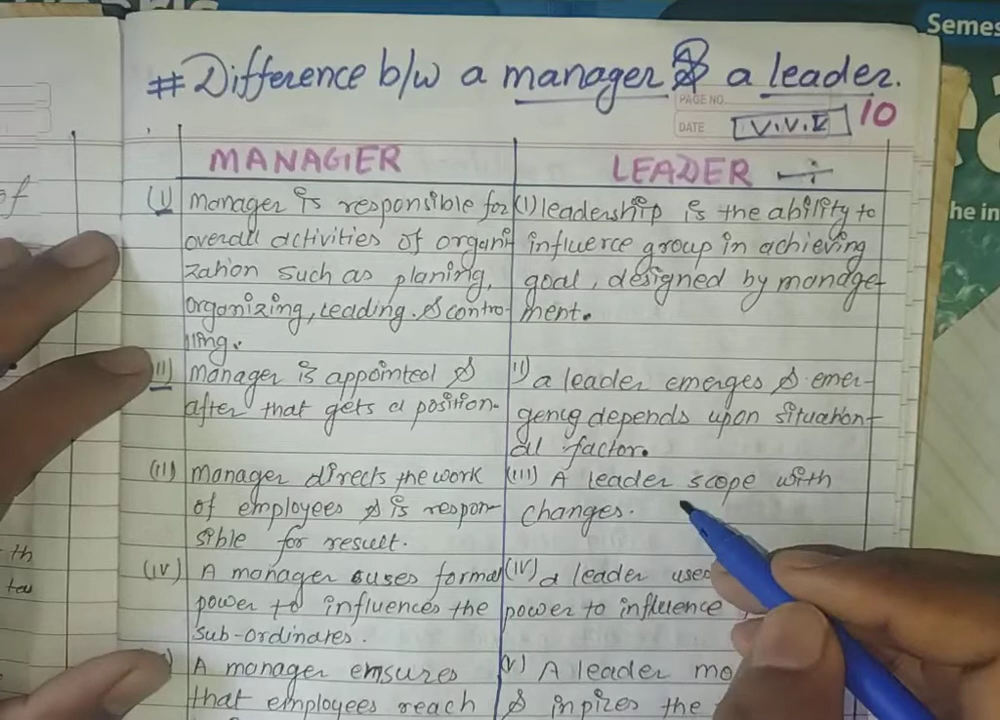 Semes
# Difference b/w a manager & a leader.
PAGE NO.
DATE V.V.I 10
MANAGER
LEADER
of
he in
(i) manager is responsible for
overall activities of organi
zation such as planing,
organizing, leading. & contro-
lling.
(i) leadership is the ability to
influerce group in achieving
goal, designed by manage-
ment.
(ii) manager is appointed &
after that gets a position.
ii) a leader emerges & emer-
gency depends upon situation-
al factor.
(iii) manager directs the work
of employees & is respon-
sible for result.
(iii) A leader scope with
changes.
th
(iv) A manager uses formal
power to influences the
sub-ordinates.
(iv) a leader uses
power to influence
A manager ensures
that employees reach
(v) A leader mo
& inpires the